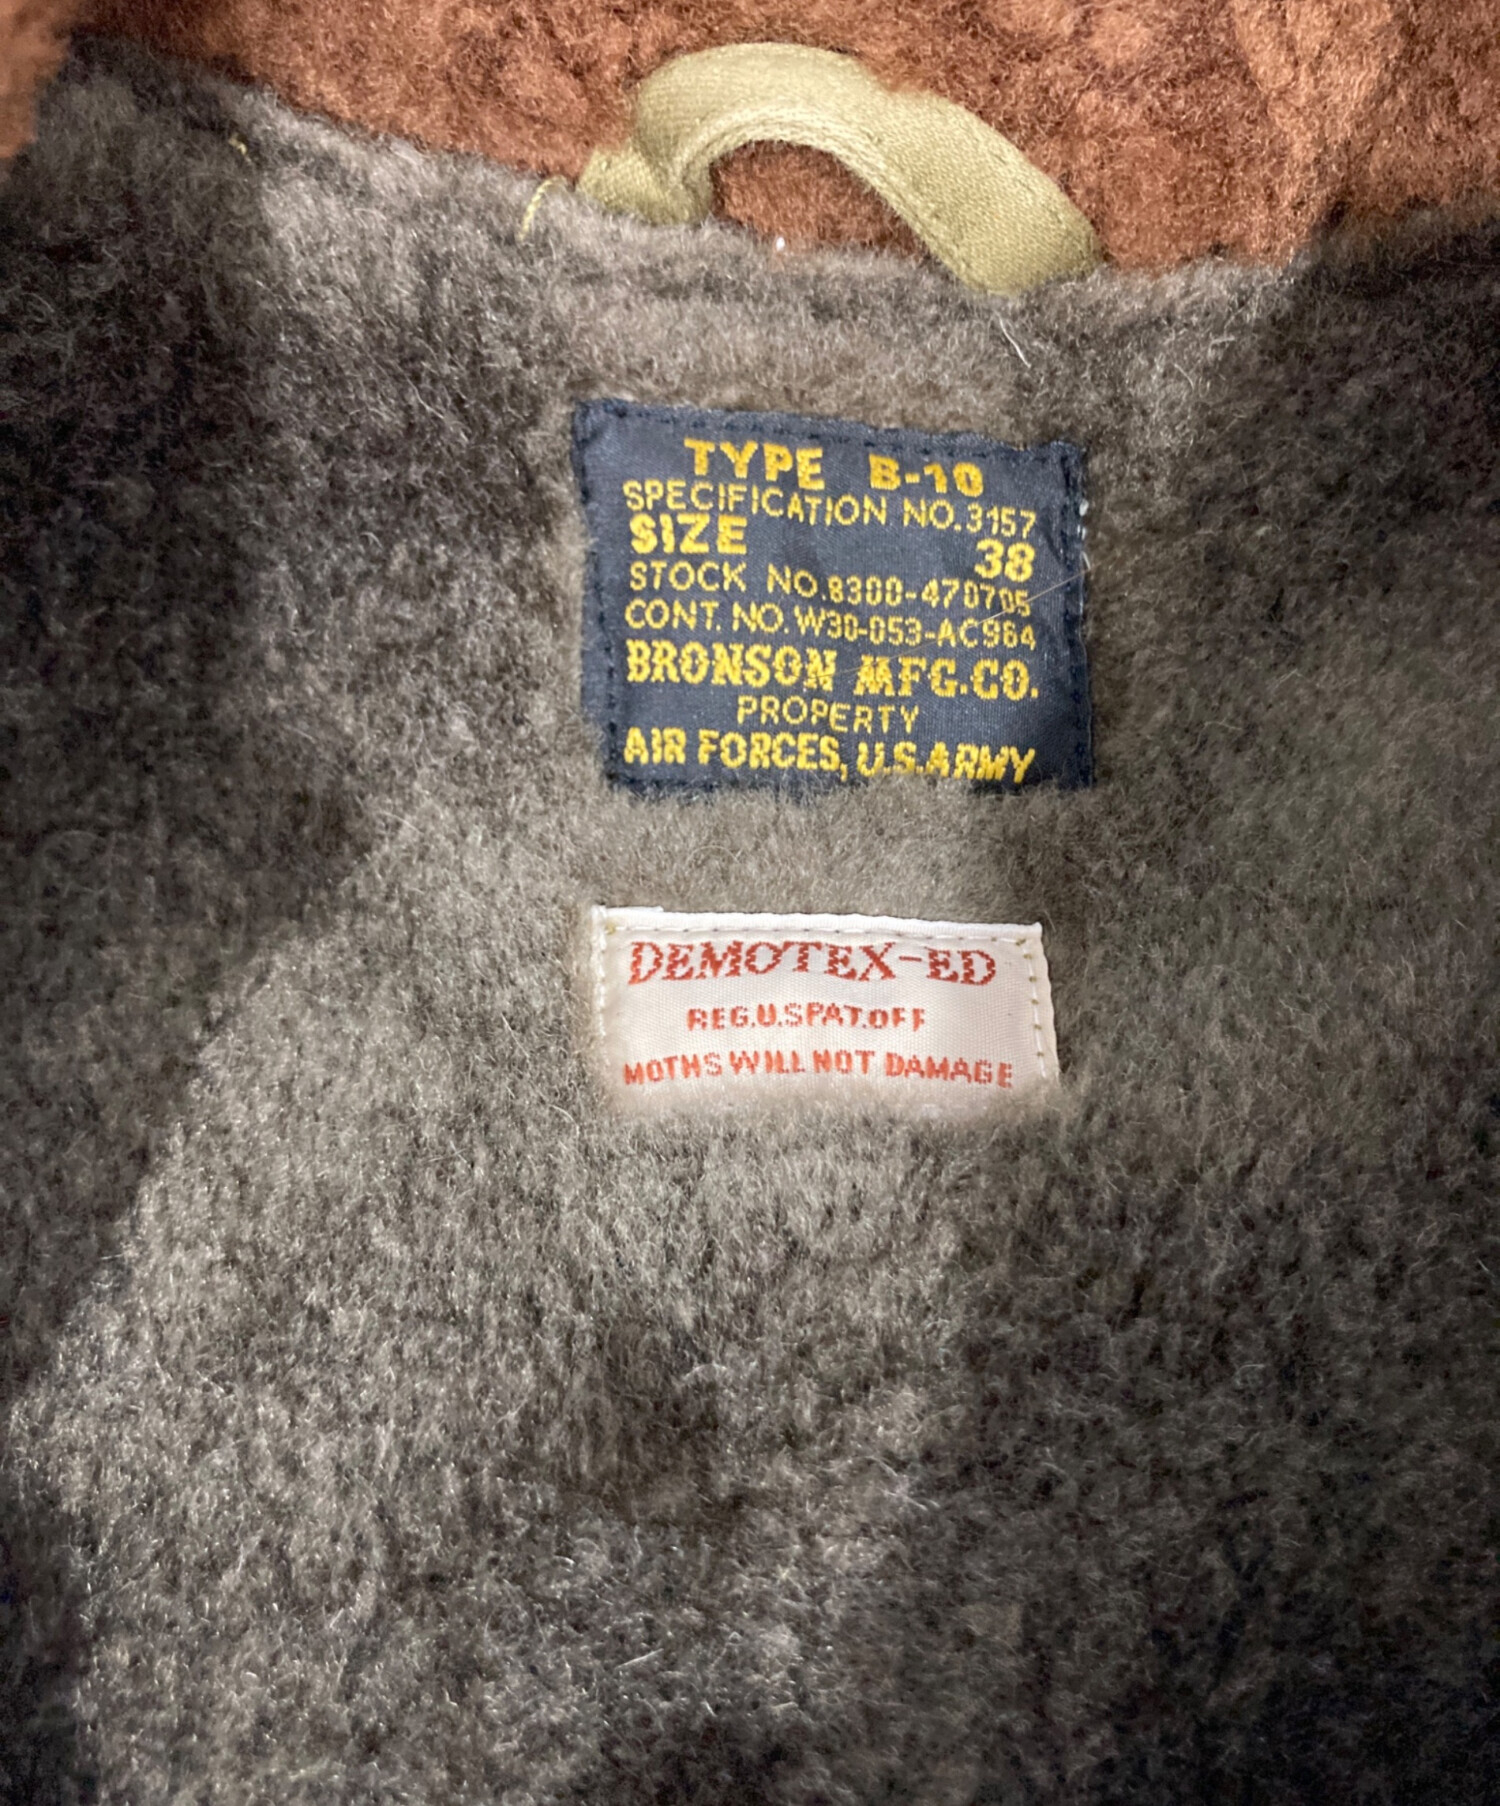 TYPE B-10
SPECIFICATION NO.3157
SIZE 38
STOCK NO.8300-470705
CONT. NO.W30-053-AC964
BRONSON MFG.CO.
PROPERTY
AIR FORCES, U.S.ARMY
DEMOTEX-ED
REG.U.S.PAT.OFF
MOTHS WILL NOT DAMAGE